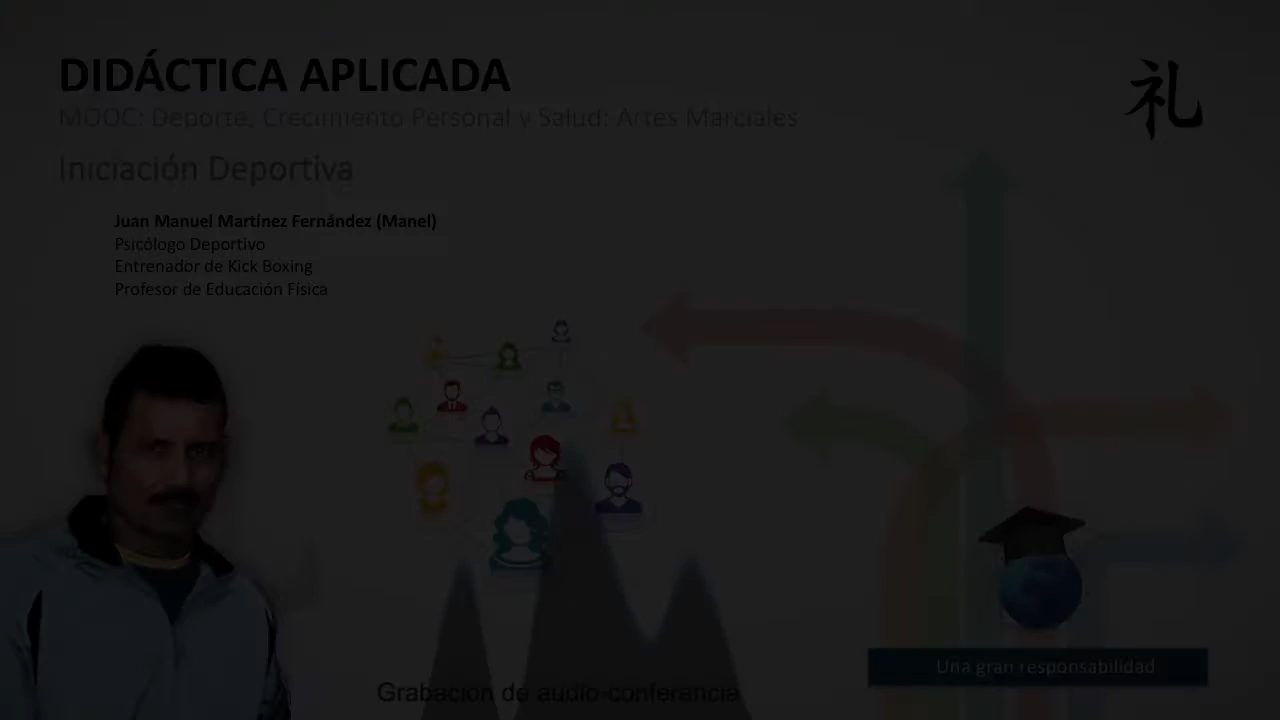 DIDÁCTICA APLICADA
MOOC: Deporte, Crecimiento Personal y Salud: Artes Marciales
礼
Iniciación Deportiva
Juan Manuel Martínez Fernández (Manel)
Psicólogo Deportivo
Entrenador de Kick Boxing
Profesor de Educación Física
Una gran responsabilidad
Grabación de audio-conferencia